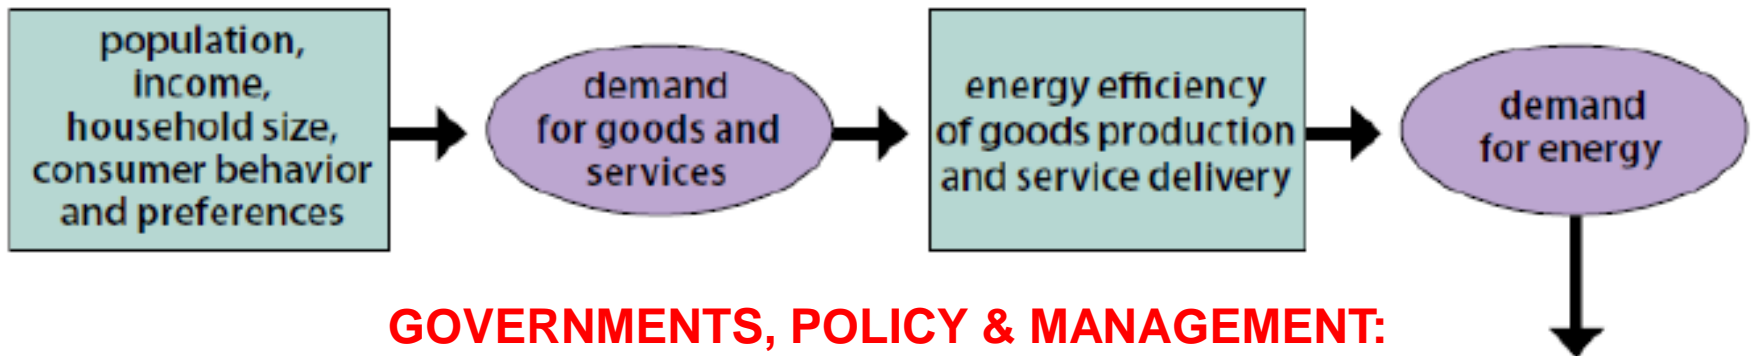 population,
income,
household size,
consumer behavior
and preferences
demand
for goods and
services
energy efficiency
of goods production
and service delivery
demand
for energy
GOVERNMENTS, POLICY & MANAGEMENT: